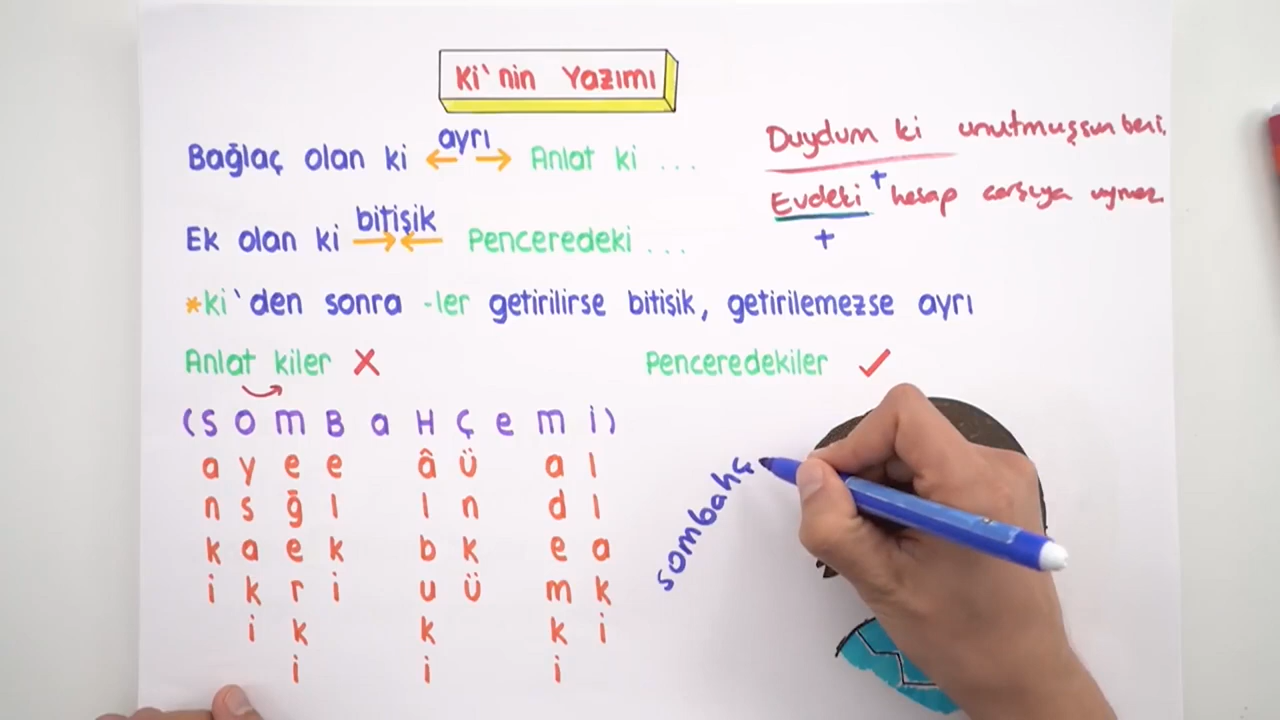 Ki'nin Yazımı
Bağlaç olan ki ayrı Anlat ki ...
Duydum ki unutmuşsun beni.
Ek olan ki bitişik Penceredeki ...
Evdeki hesap çarşıya uymaz
*ki'den sonra -ler getirilirse bitişik, getirilemezse ayrı
Anlat kiler X
Penceredekiler ✓
(S O M B a H Ç e M İ)
a y e e â ü a l
n s ğ l l n d l
k a e k b k e a
i k r i u ü m k
i k k k i
i i i
sombahç